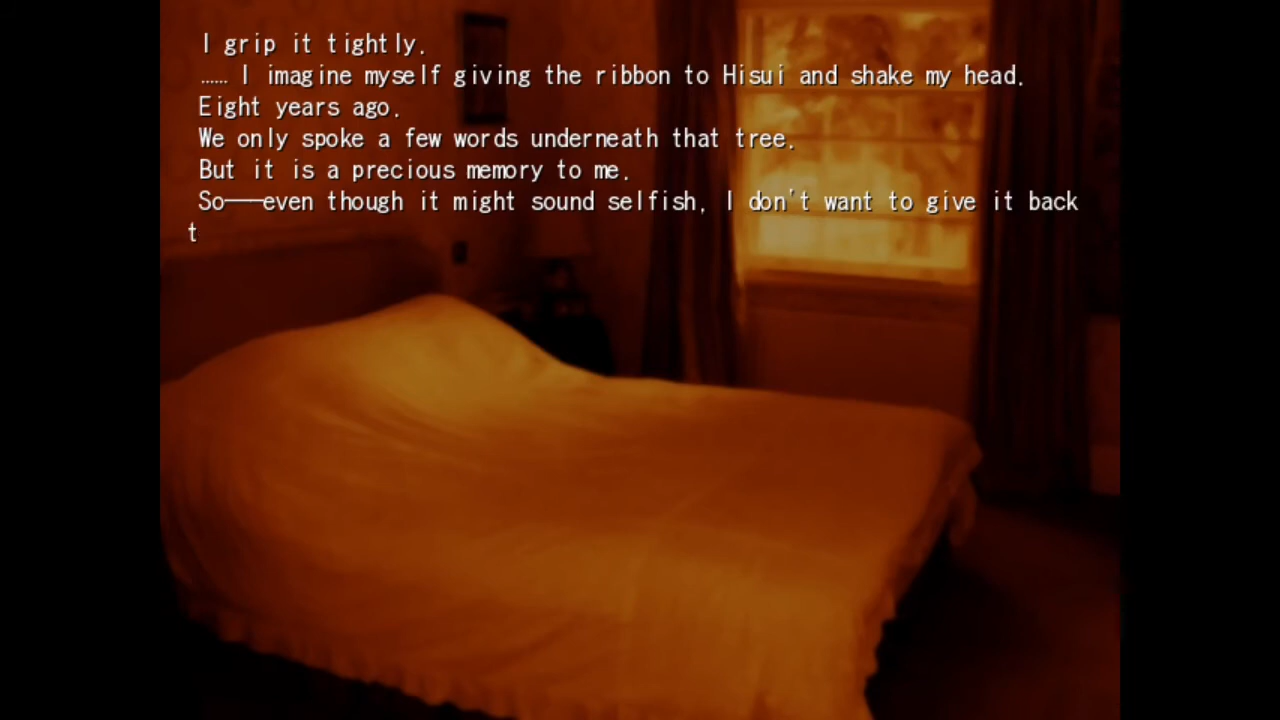 I grip it tightly.
…… I imagine myself giving the ribbon to Hisui and shake my head.
Eight years ago.
We only spoke a few words underneath that tree.
But it is a precious memory to me.
So――even though it might sound selfish, I don't want to give it back
t